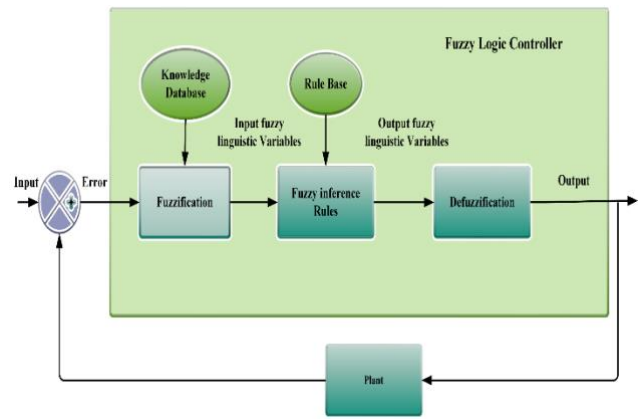 Fuzzy Logic Controller
Knowledge
Database
Rule Base
Input fuzzy
linguistic Variables
Output fuzzy
linguistic Variables
Input
Error
Fuzzification
Fuzzy inference
Rules
Defuzzification
Output
Plant